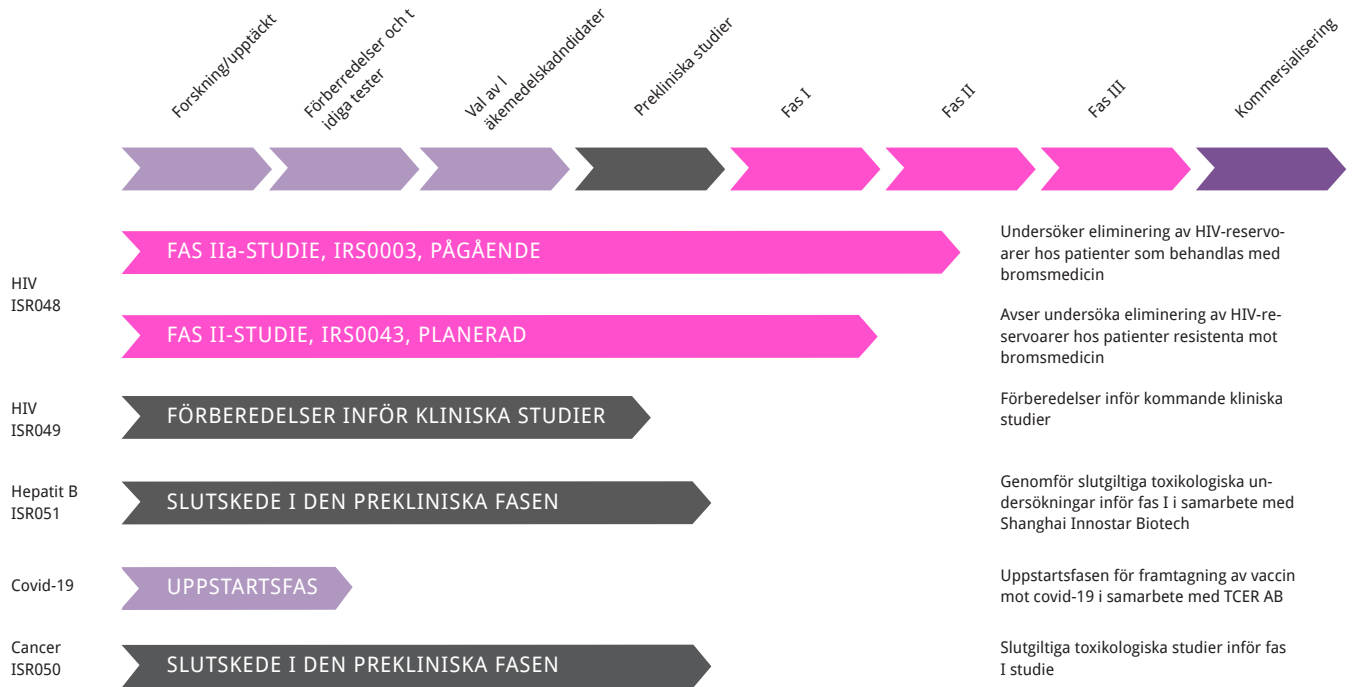 Forskning/upptäckt
Förberredelser och t
idiga tester
Val av l
äkemedelskadndidater
Prekliniska studier
Fas I
Fas II
Fas III
Kommersialisering
HIV
ISR048
FAS IIa-STUDIE, IRS0003, PÅGÅENDE
Undersöker eliminering av HIV-reservo-
arer hos patienter som behandlas med
bromsmedicin
FAS II-STUDIE, IRS0043, PLANERAD
Avser undersöka eliminering av HIV-re-
servoarer hos patienter resistenta mot
bromsmedicin
HIV
ISR049
FÖRBEREDELSER INFÖR KLINISKA STUDIER
Förberedelser inför kommande kliniska
studier
Hepatit B
ISR051
SLUTSKEDE I DEN PREKLINISKA FASEN
Genomför slutgiltiga toxikologiska un-
dersökningar inför fas I i samarbete med
Shanghai Innostar Biotech
Covid-19
UPPSTARTSFAS
Uppstartsfasen för framtagning av vaccin
mot covid-19 i samarbete med TCER AB
Cancer
ISR050
SLUTSKEDE I DEN PREKLINISKA FASEN
Slutgiltiga toxikologiska studier inför fas
I studie